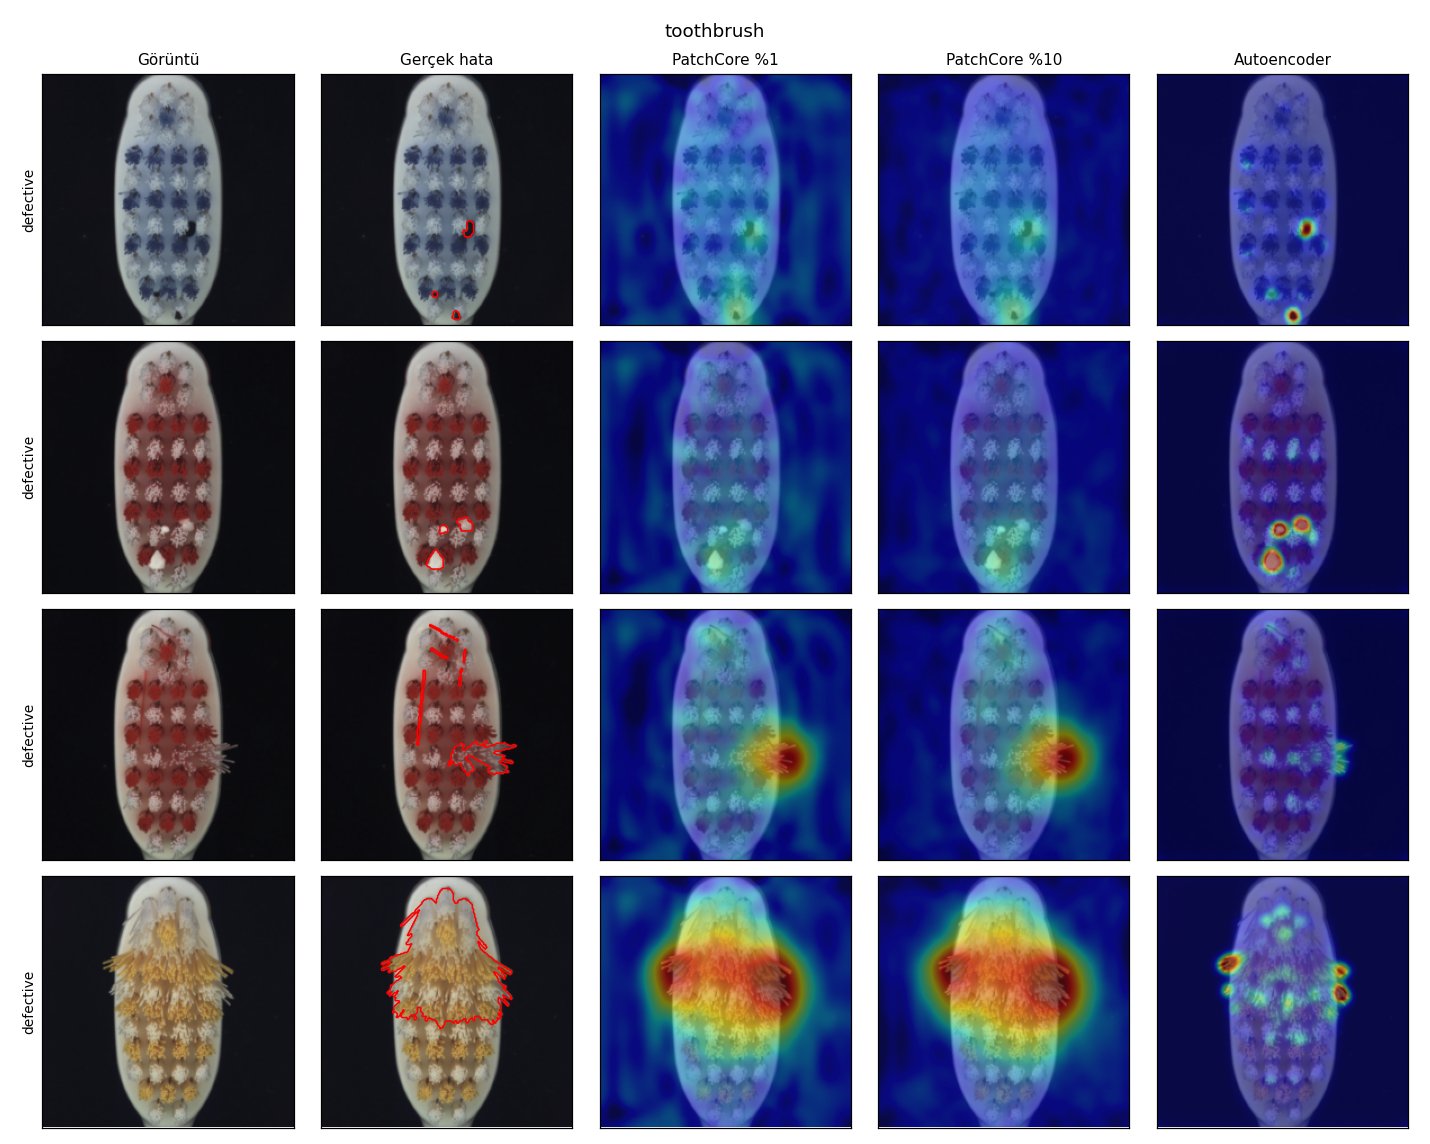 toothbrush
Görüntü Gerçek hata PatchCore %1 PatchCore %10 Autoencoder
defective
defective
defective
defective